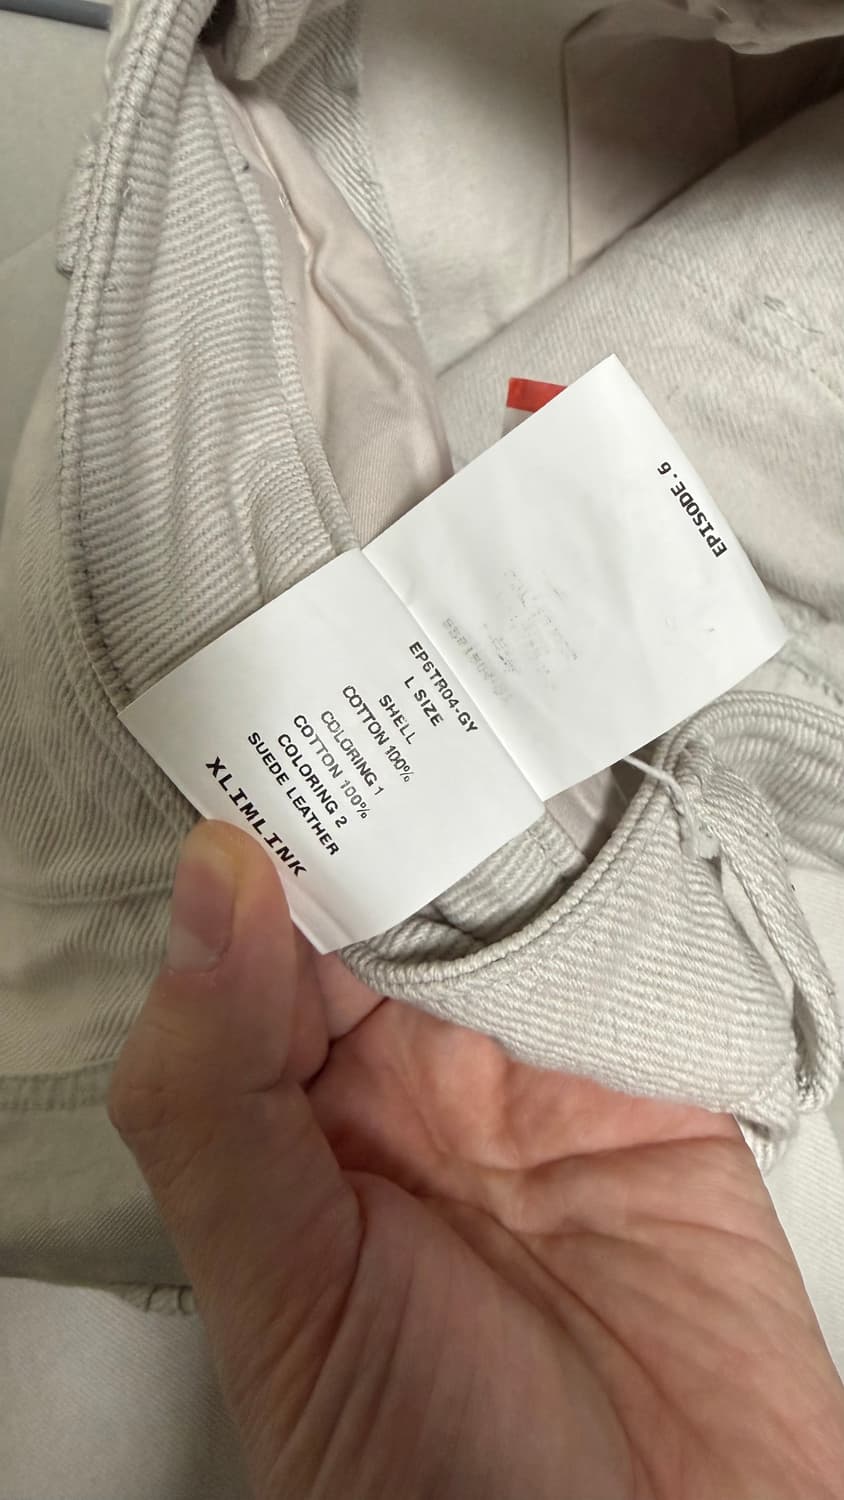 EPISODE.6
EP6TR04-GY
L SIZE
SHELL
COTTON 100%
COLORING 1
COTTON 100%
COLORING 2
SUEDE LEATHER
XLIMLINK